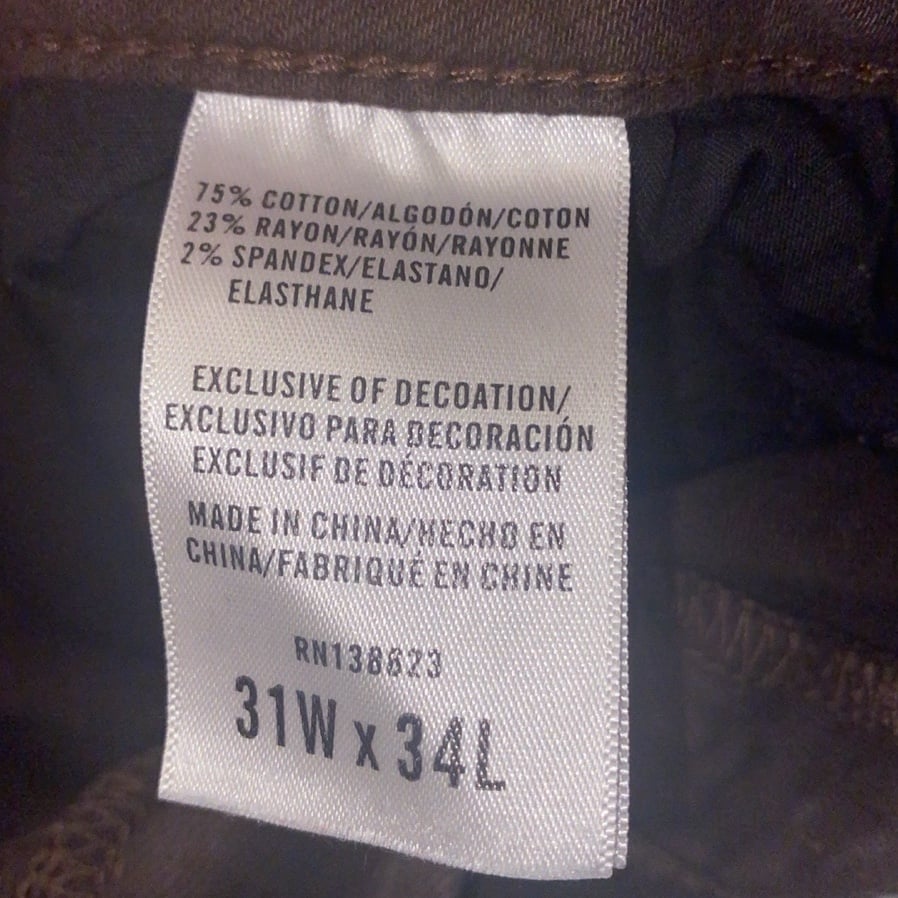 75% COTTON/ALGODÓN/COTON
23% RAYON/RAYÓN/RAYONNE
2% SPANDEX/ELASTANO/
ELASTHANE
EXCLUSIVE OF DECOATION/
EXCLUSIVO PARA DECORACIÓN
EXCLUSIF DE DÉCORATION
MADE IN CHINA/HECHO EN
CHINA/FABRIQUÉ EN CHINE
RN138823
31W x 34L